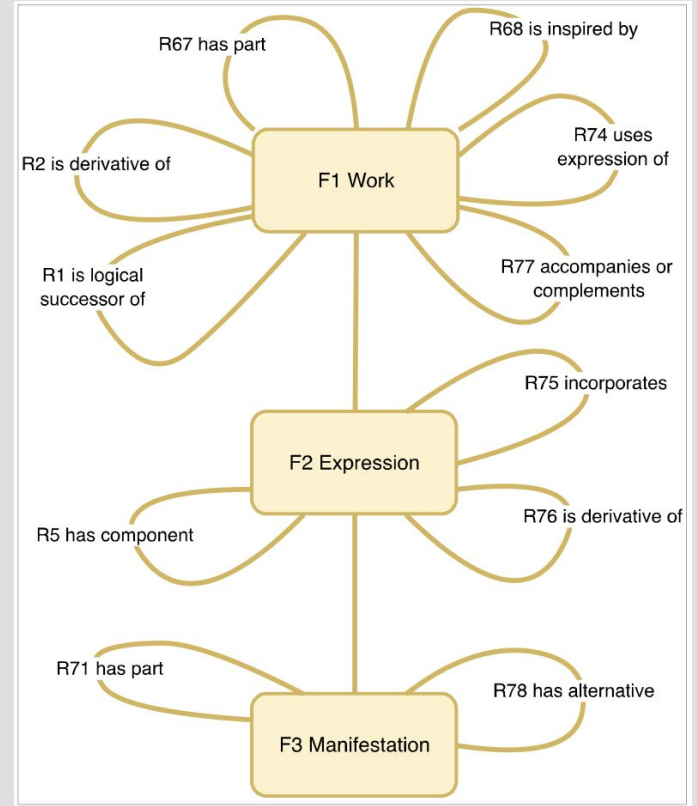 R68 is inspired by
R67 has part
R74 uses
expression of
R2 is derivative of
F1 Work
R77 accompanies or
complements
R1 is logical
successor of
R75 incorporates
F2 Expression
R76 is derivative of
R5 has component
R71 has part
R78 has alternative
F3 Manifestation